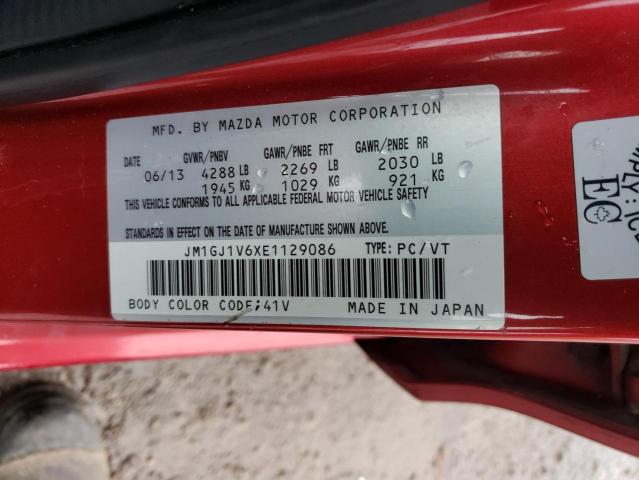 MFD. BY MAZDA MOTOR CORPORATION
DATE GVWR/PNBV GAWR/PNBE FRT GAWR/PNBE RR
06/13 4288 LB 2269 LB 2030 LB
1945 KG 1029 KG 921 KG
THIS VEHICLE CONFORMS TO ALL APPLICABLE FEDERAL MOTOR VEHICLE SAFETY
STANDARDS IN EFFECT ON THE DATE OF MANUFACTURE SHOWN ABOVE.
JM1GJ1V6XE1129086 TYPE: PC/VT
BODY COLOR CODE;41V MADE IN JAPAN
EC